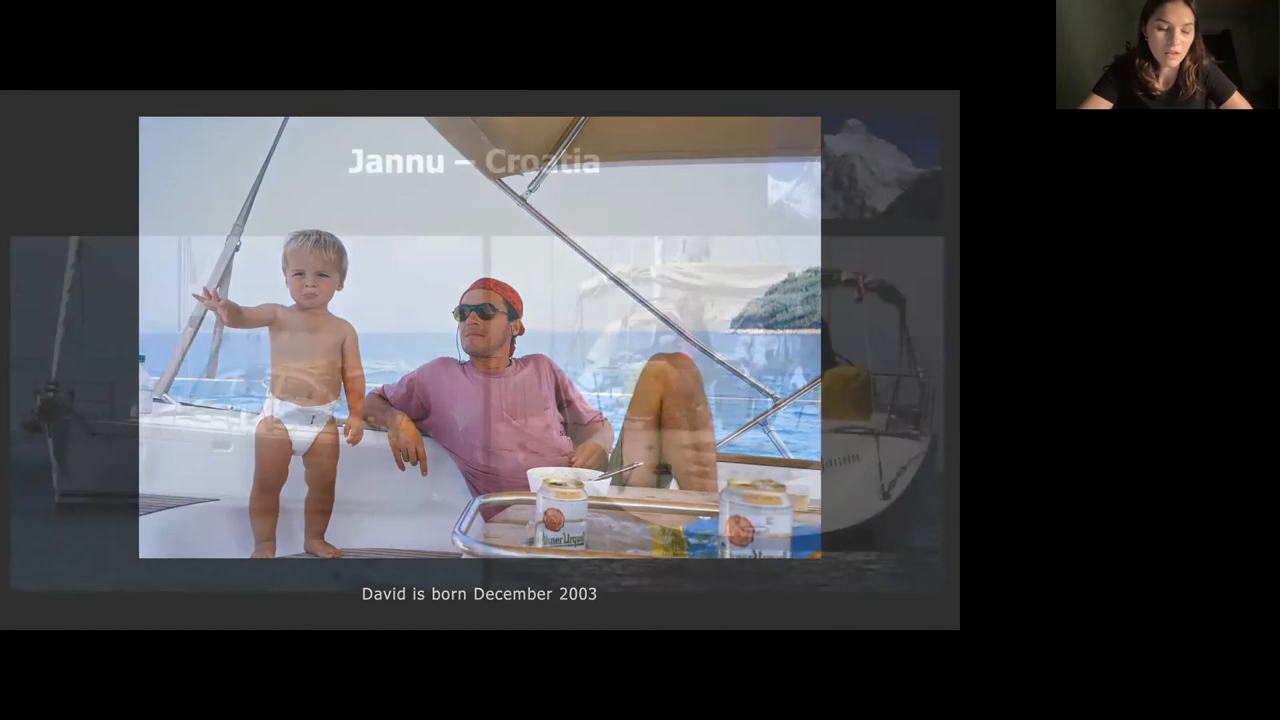 Jannu – Croatia
David is born December 2003